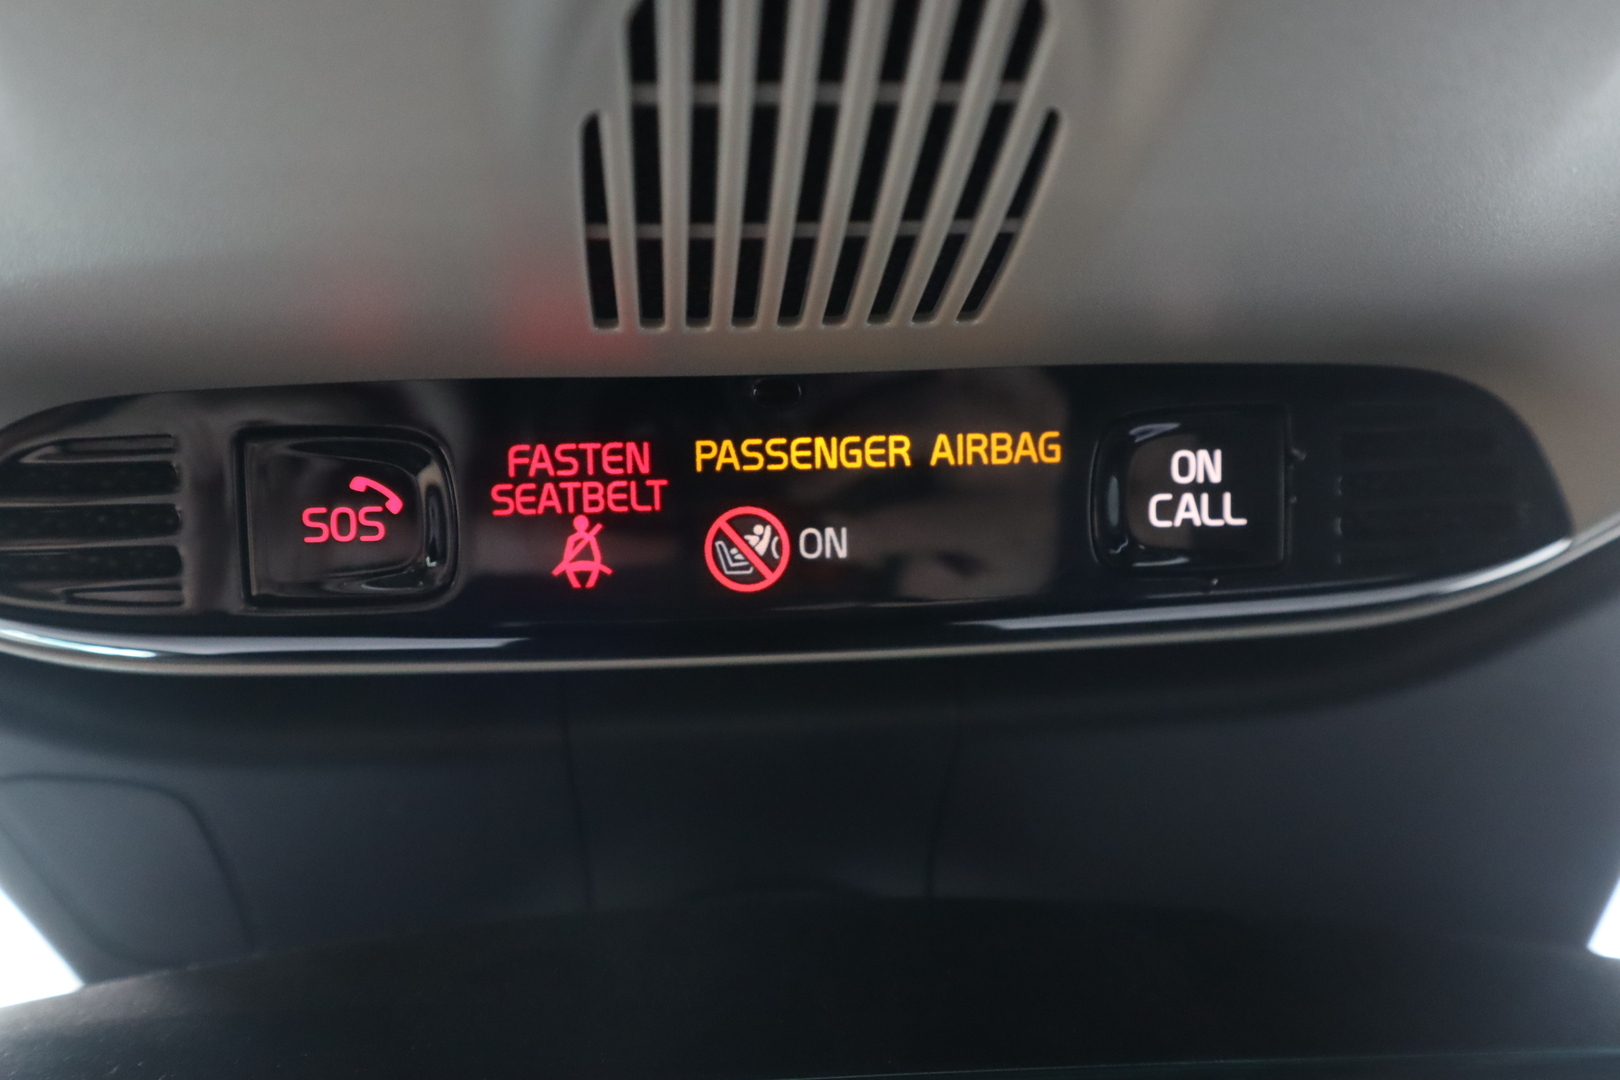 SOS
FASTEN
SEATBELT
PASSENGER AIRBAG
ON
ON
CALL